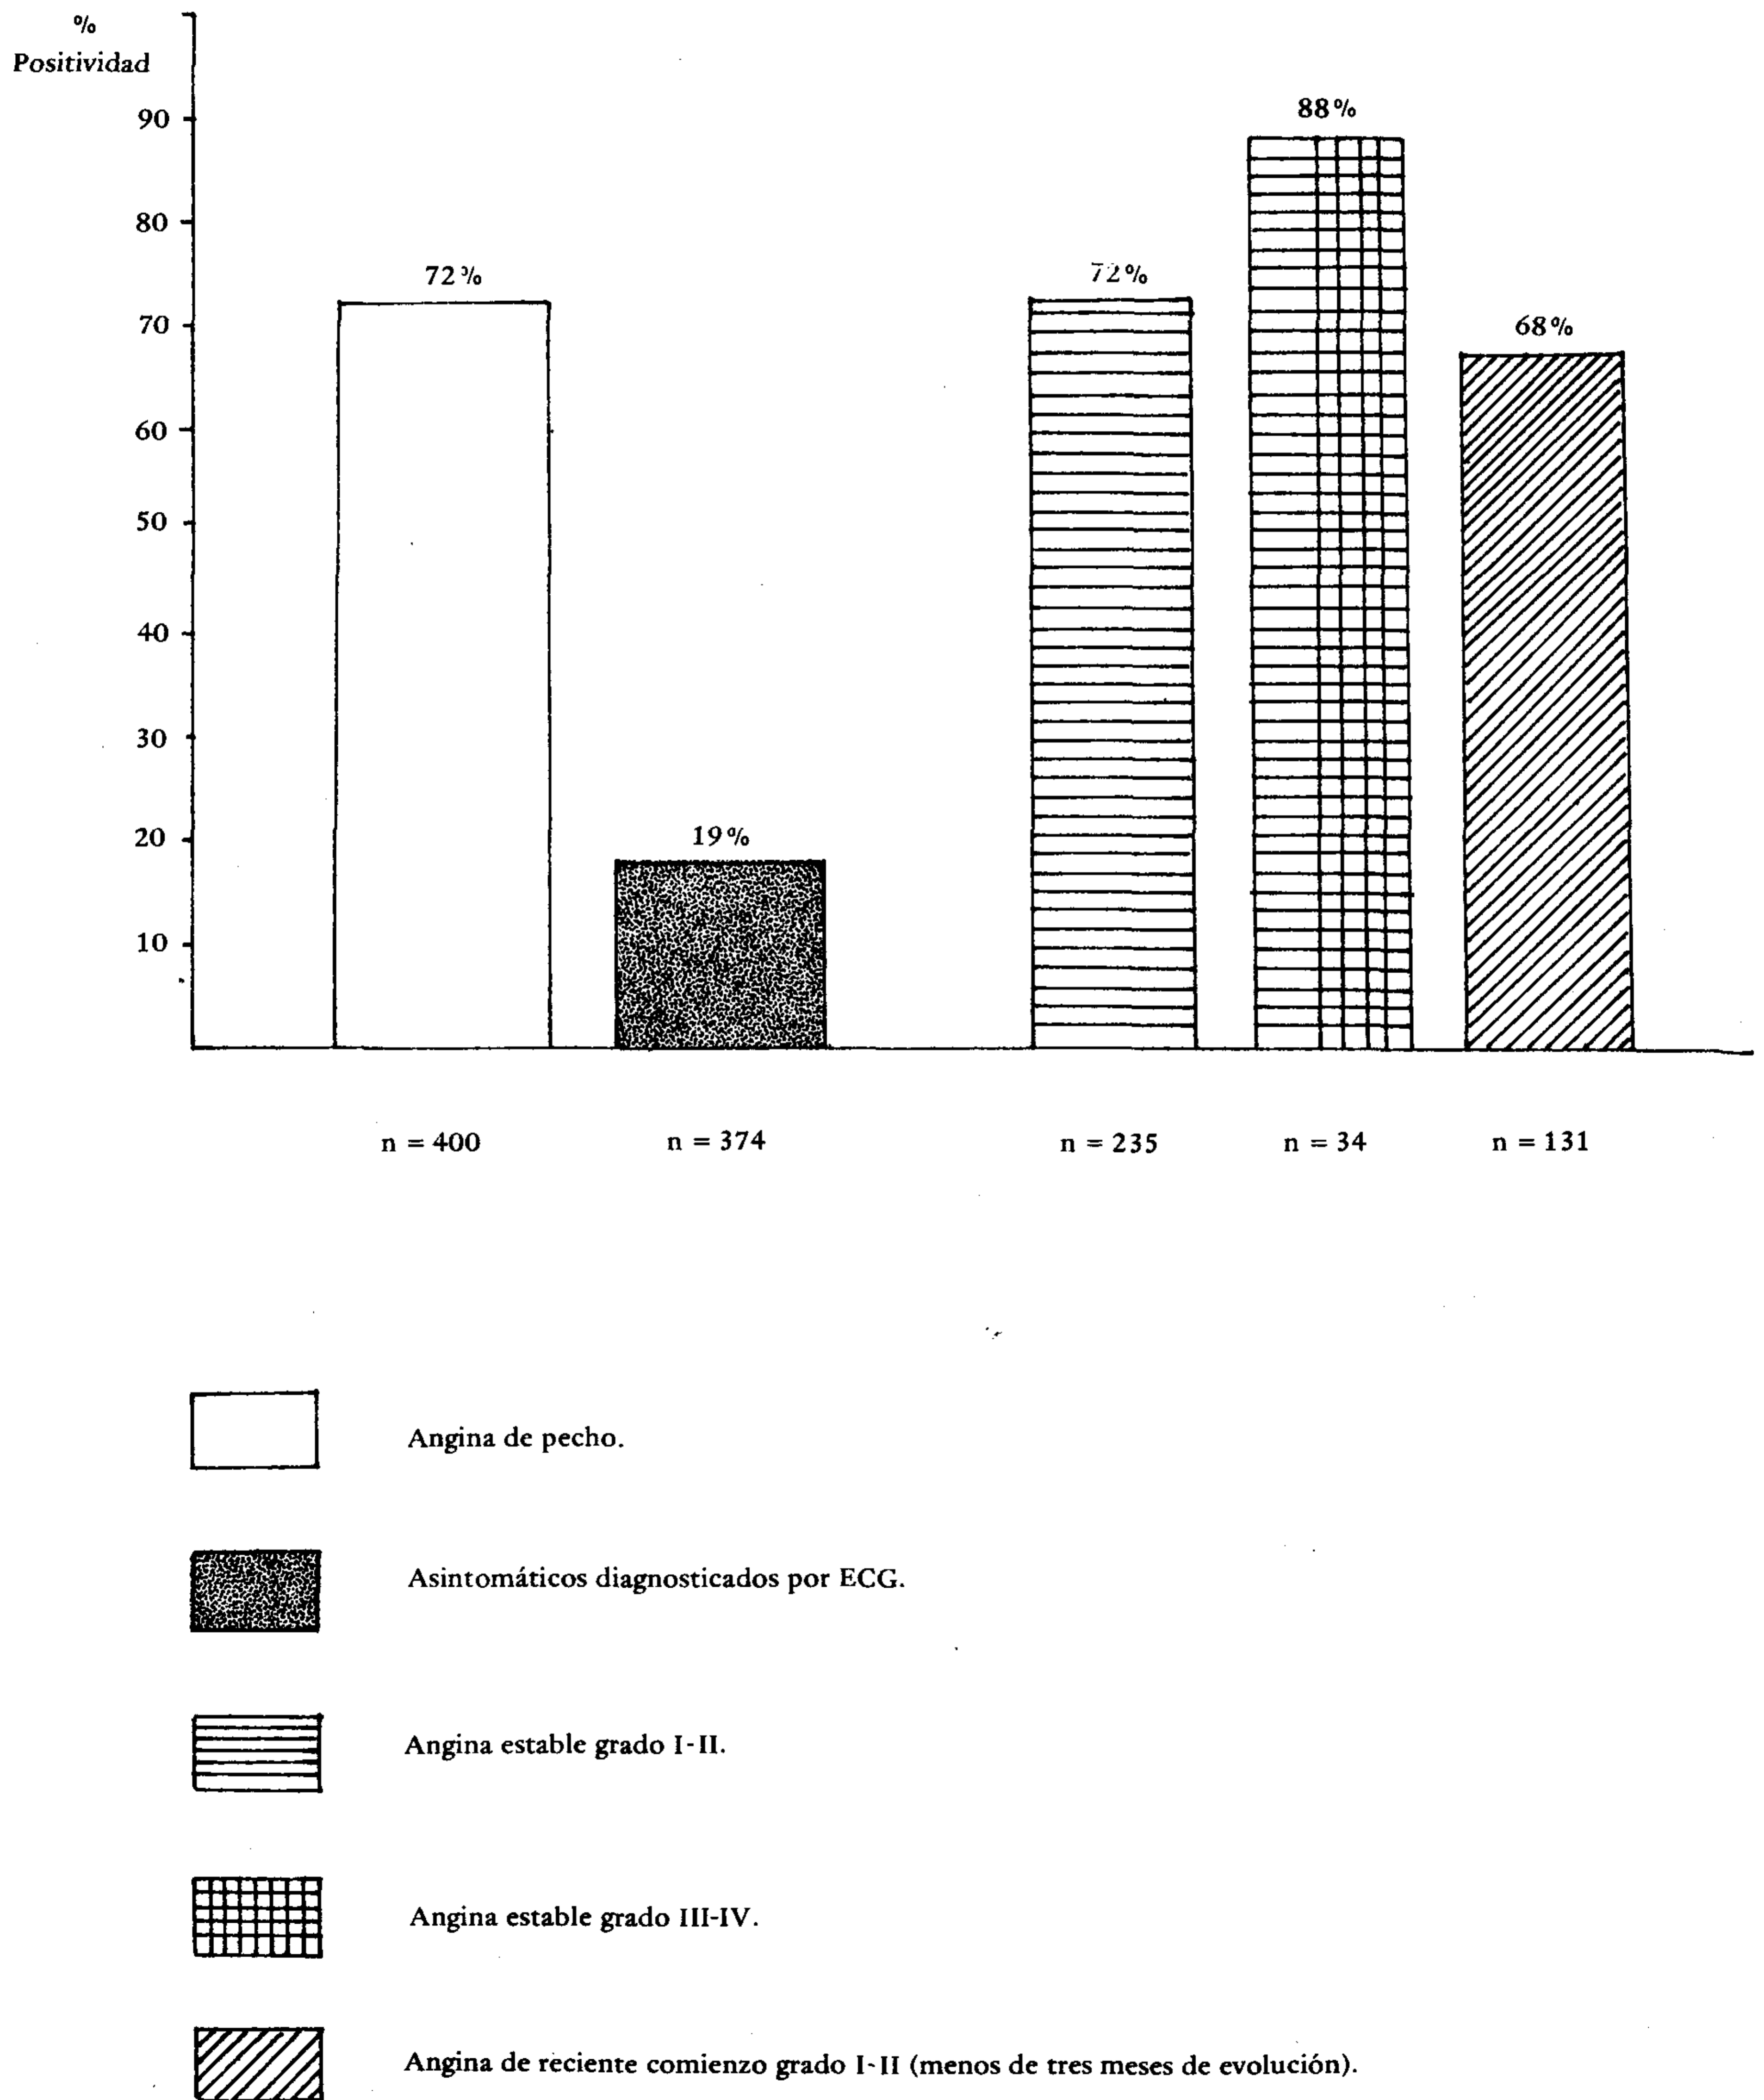 %
Positividad
90
80
70
60
50
40
30
20
10
72%
19%
72%
88%
68%
n = 400
n = 374
n = 235
n = 34
n = 131
Angina de pecho.
Asintomáticos diagnosticados por ECG.
Angina estable grado I-II.
Angina estable grado III-IV.
Angina de reciente comienzo grado I-II (menos de tres meses de evolución).